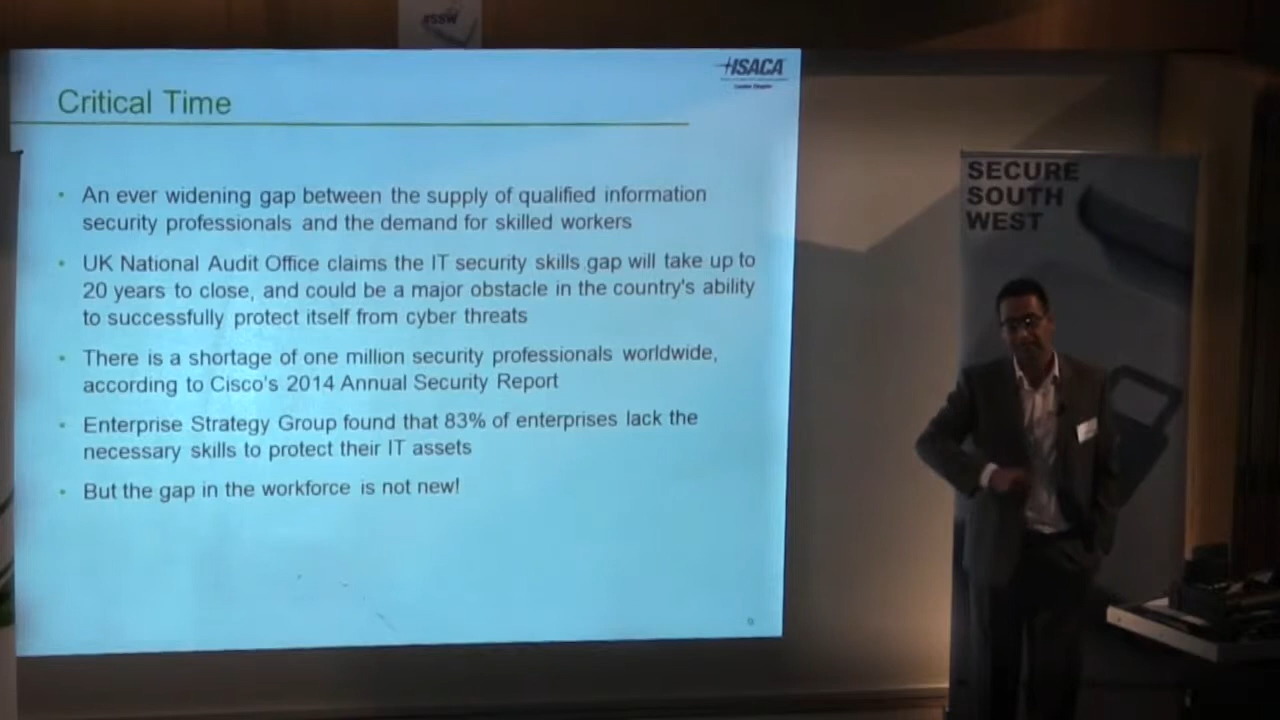 #SSW
ISACA
Critical Time
• An ever widening gap between the supply of qualified information
security professionals and the demand for skilled workers
• UK National Audit Office claims the IT security skills gap will take up to
20 years to close, and could be a major obstacle in the country's ability
to successfully protect itself from cyber threats
• There is a shortage of one million security professionals worldwide,
according to Cisco's 2014 Annual Security Report
• Enterprise Strategy Group found that 83% of enterprises lack the
necessary skills to protect their IT assets
• But the gap in the workforce is not new!
9
SECURE
SOUTH
WEST